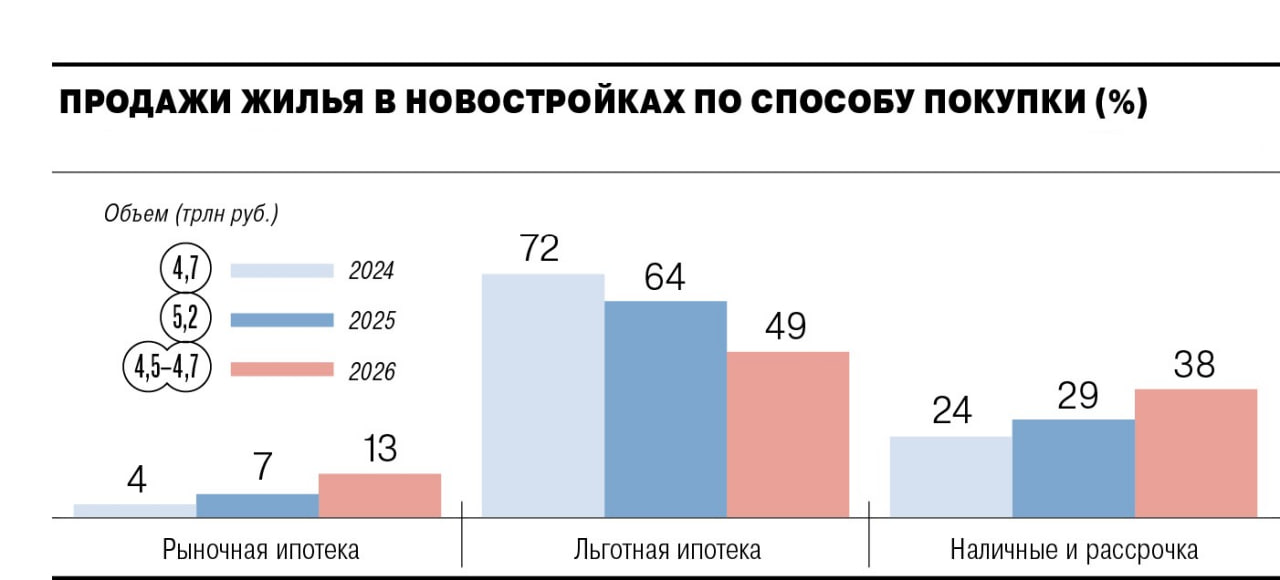 ПРОДАЖИ ЖИЛЬЯ В НОВОСТРОЙКАХ ПО СПОСОБУ ПОКУПКИ (%)
Объем (трлн руб.)
4,7 2024
5,2 2025
4,5–4,7 2026
4 7 13
72 64 49
24 29 38
Рыночная ипотека
Льготная ипотека
Наличные и рассрочка